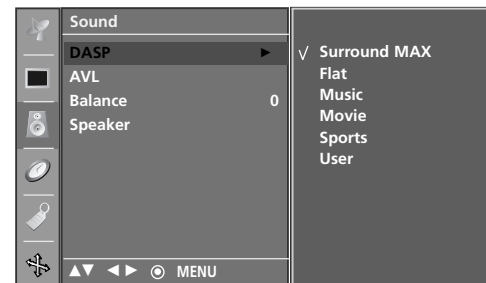 Sound
DASP ►
AVL
Balance 0
Speaker
▲▼ ◄► ◉ MENU
√ Surround MAX
Flat
Music
Movie
Sports
User